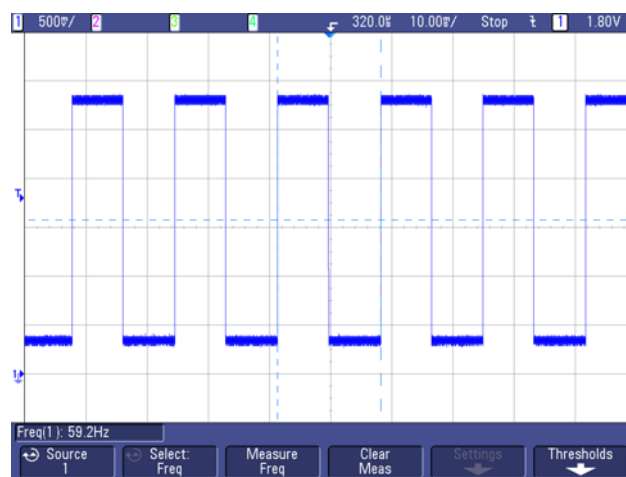 1 500mV/ 2 3 4 320.0us 10.00ms/ Stop 1 1.80V
T
1
Freq(1): 59.2Hz
Source
1
Select:
Freq
Measure
Freq
Clear
Meas
Settings
Thresholds